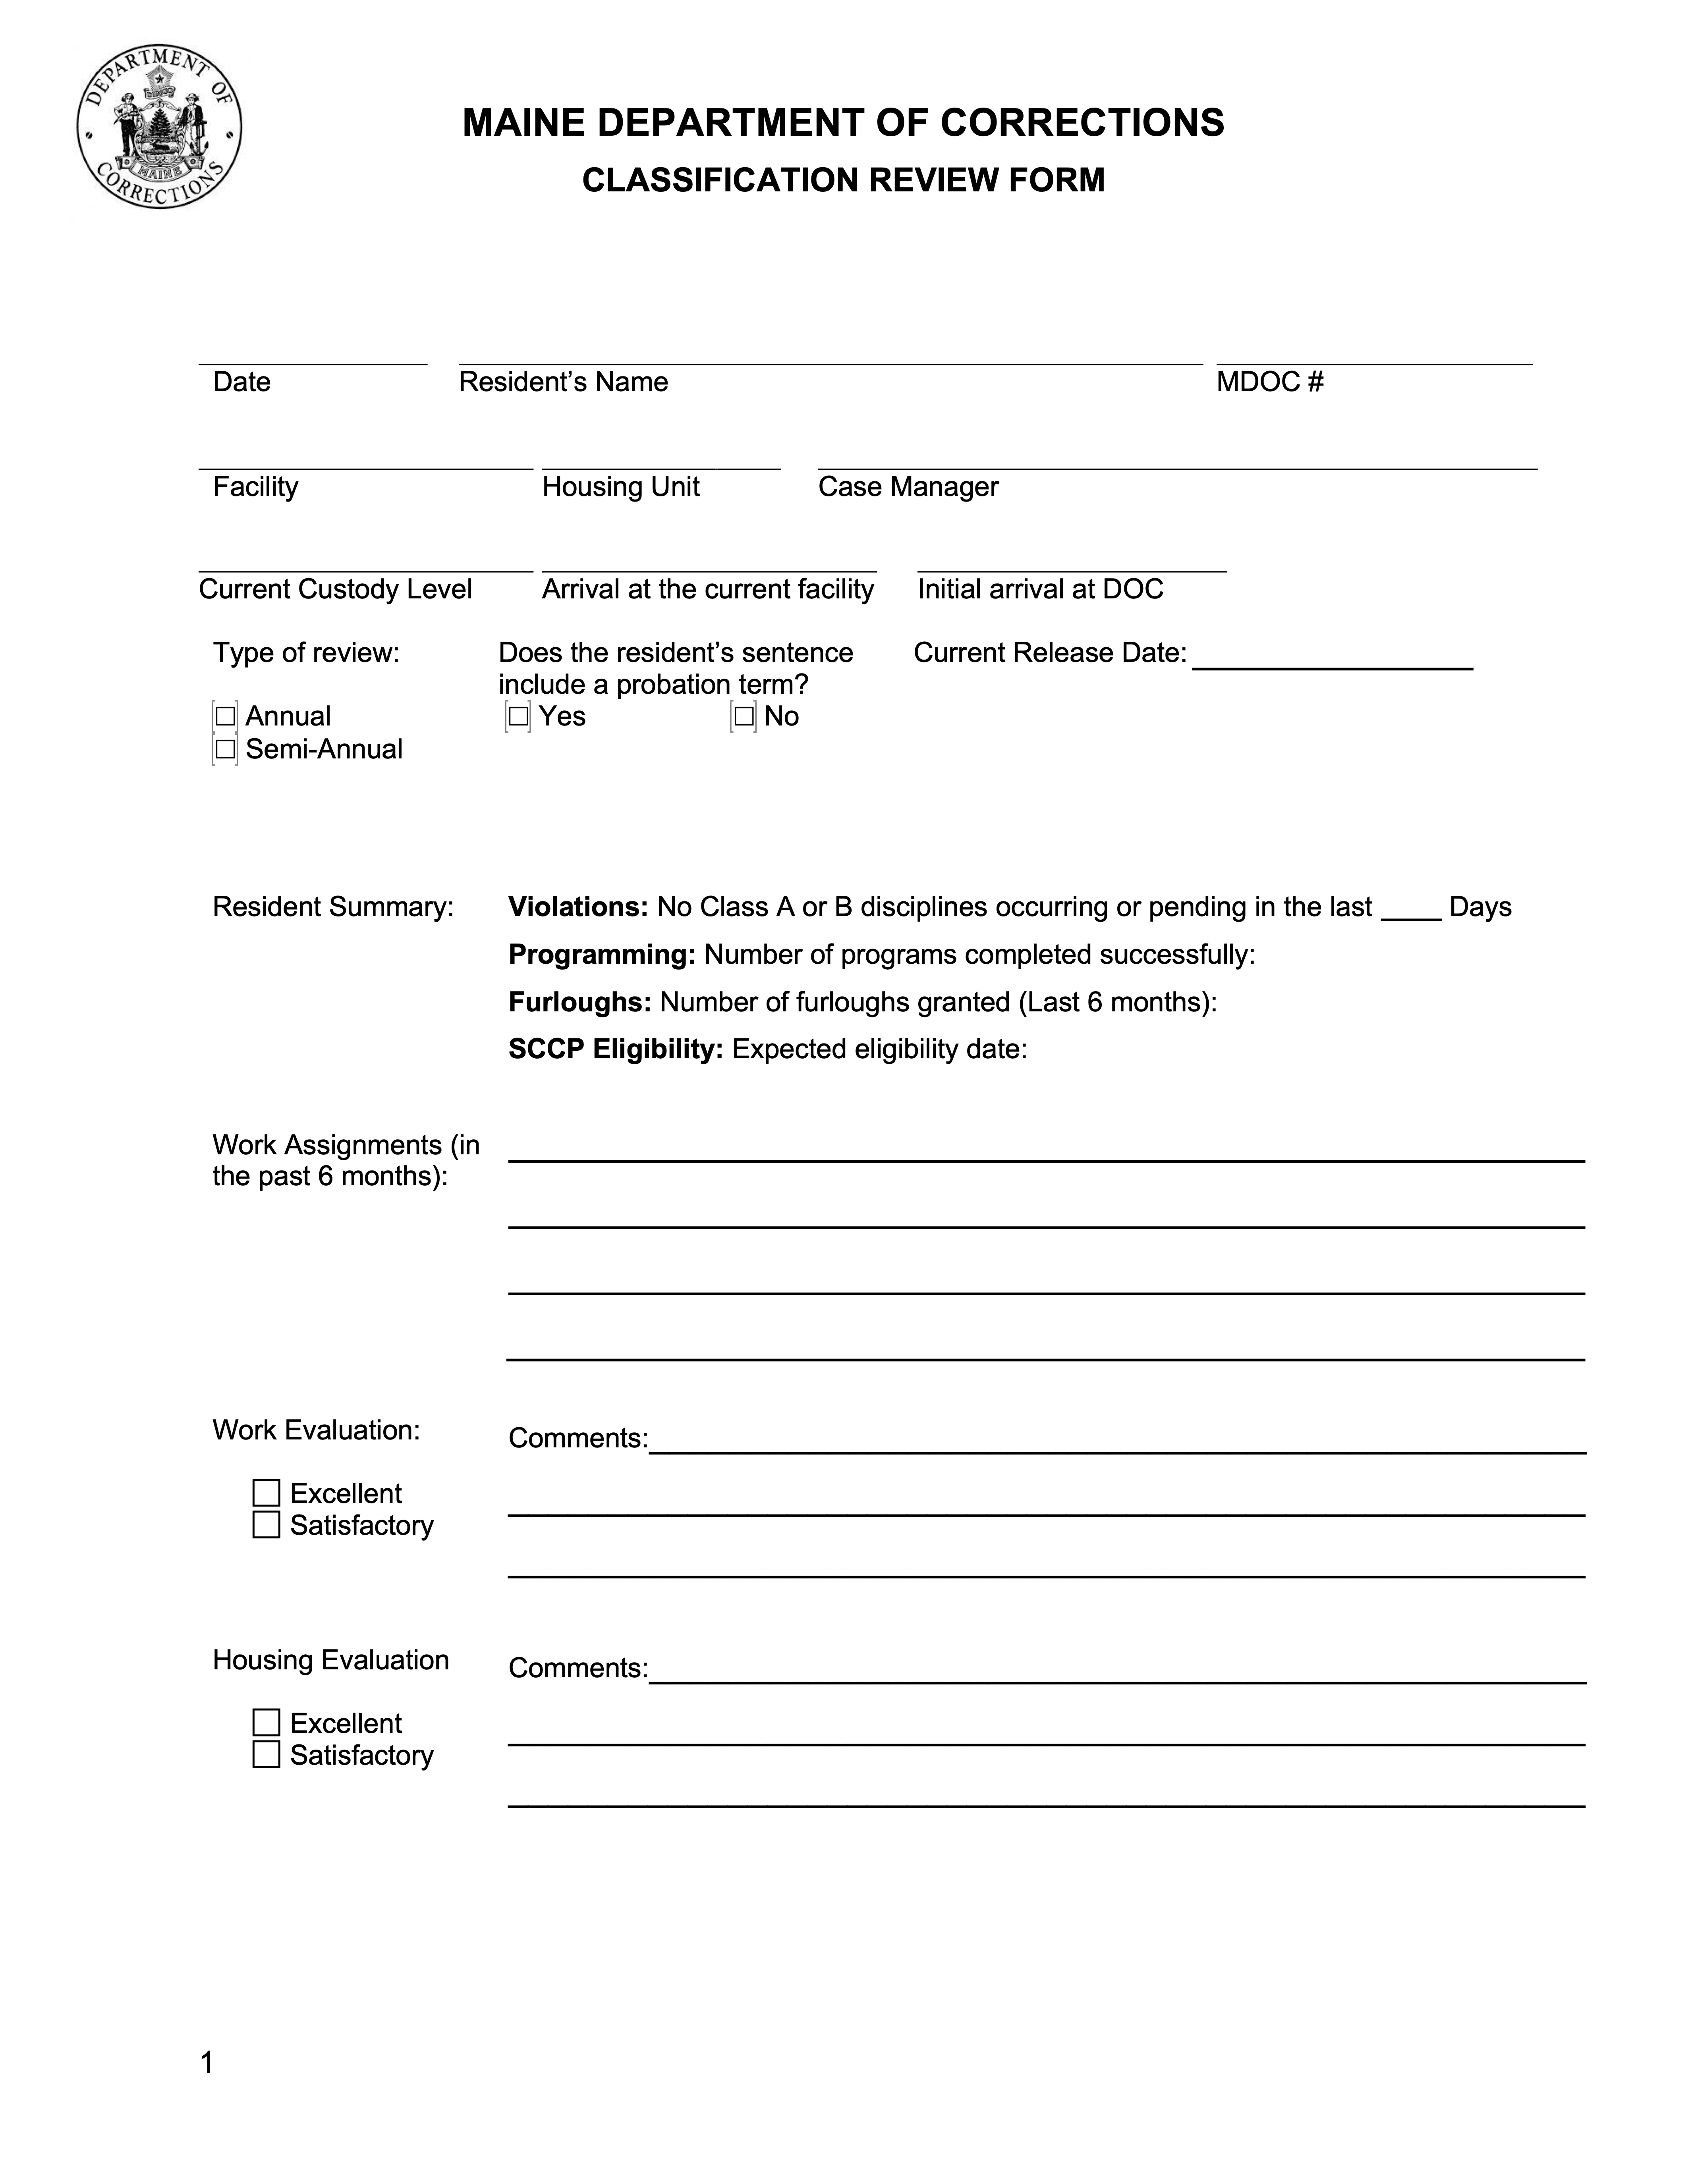 DEPARTMENT OF
CORRECTIONS
MAINE
MAINE DEPARTMENT OF CORRECTIONS
CLASSIFICATION REVIEW FORM
Date Resident’s Name MDOC #
Facility Housing Unit Case Manager
Current Custody Level Arrival at the current facility Initial arrival at DOC
Type of review: Does the resident’s sentence Current Release Date:
include a probation term?
☐ Annual ☐ Yes ☐ No
☐ Semi-Annual
Resident Summary: Violations: No Class A or B disciplines occurring or pending in the last ____ Days
Programming: Number of programs completed successfully:
Furloughs: Number of furloughs granted (Last 6 months):
SCCP Eligibility: Expected eligibility date:
Work Assignments (in
the past 6 months):
Work Evaluation: Comments:
☐ Excellent
☐ Satisfactory
Housing Evaluation Comments:
☐ Excellent
☐ Satisfactory
1